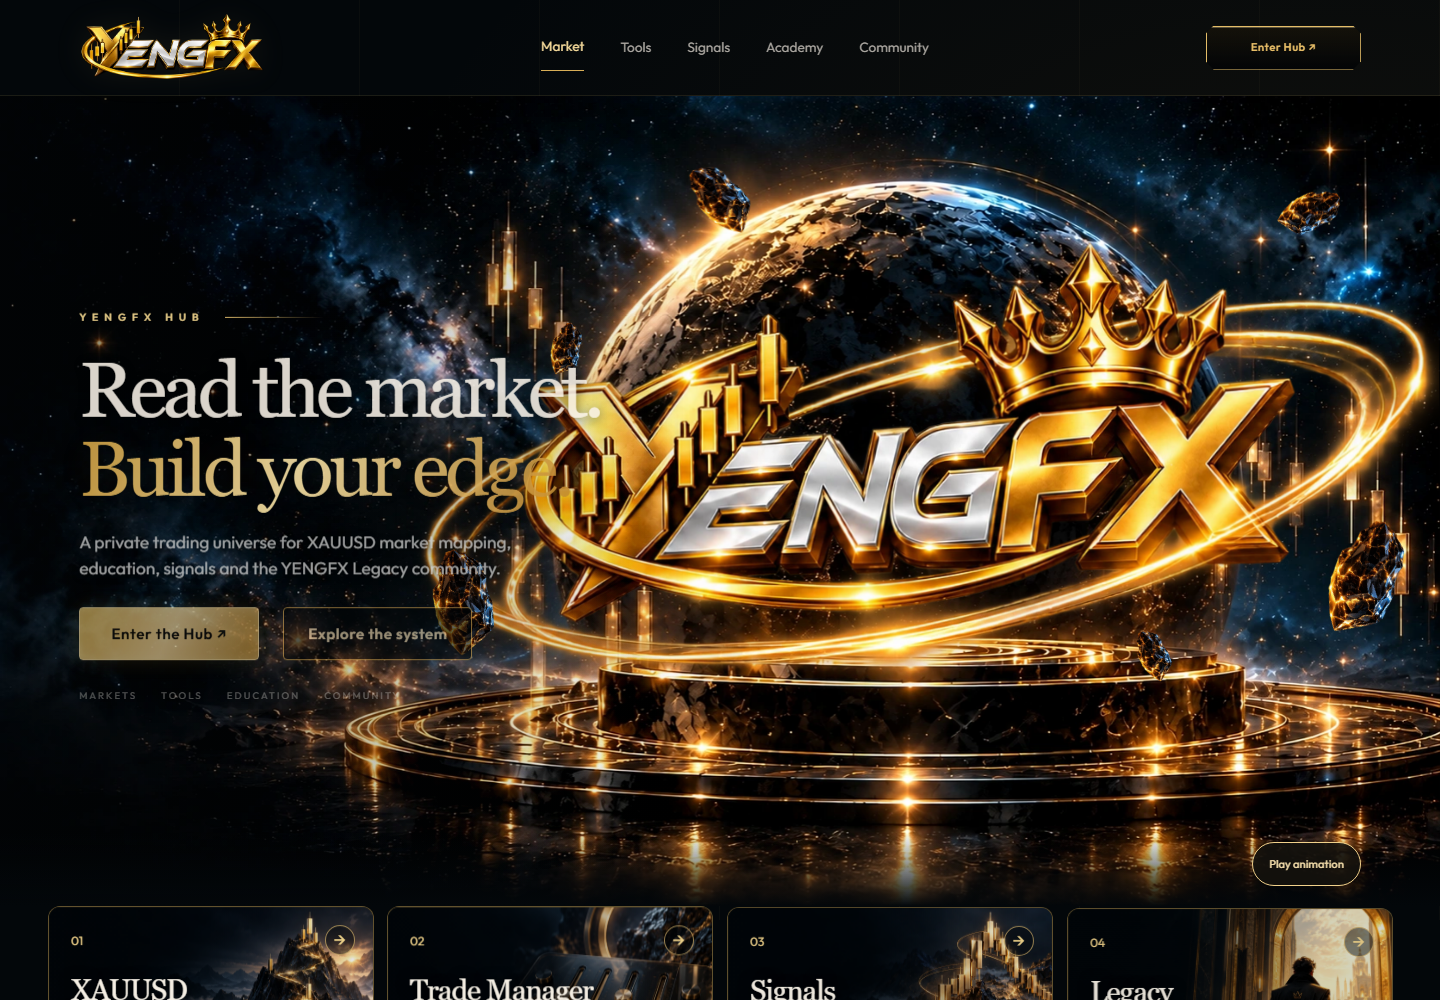 YENGFX
Market
Tools
Signals
Academy
Community
Enter Hub ↗
YENGFX HUB
Read the market.
Build your edge
YENGFX
A private trading universe for XAUUSD market mapping,
education, signals and the YENGFX Legacy community.
Enter the Hub ↗
Explore the system
MARKETS
TOOLS
EDUCATION
COMMUNITY
Play animation
01
XAUUSD
02
Trade Manager
03
Signals
04
Legacy